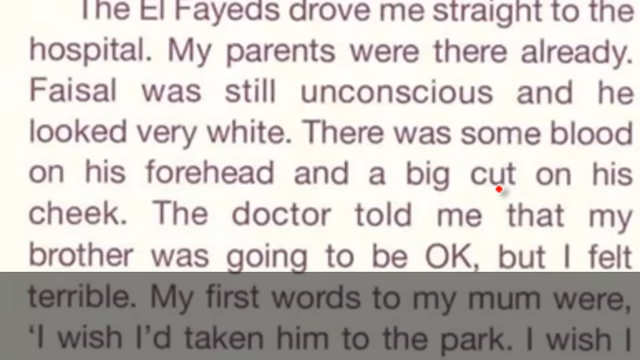 The El Fayeds drove me straight to the
hospital. My parents were there already.
Faisal was still unconscious and he
looked very white. There was some blood
on his forehead and a big cut on his
cheek. The doctor told me that my
brother was going to be OK, but I felt
terrible. My first words to my mum were,
‘I wish I’d taken him to the park. I wish I